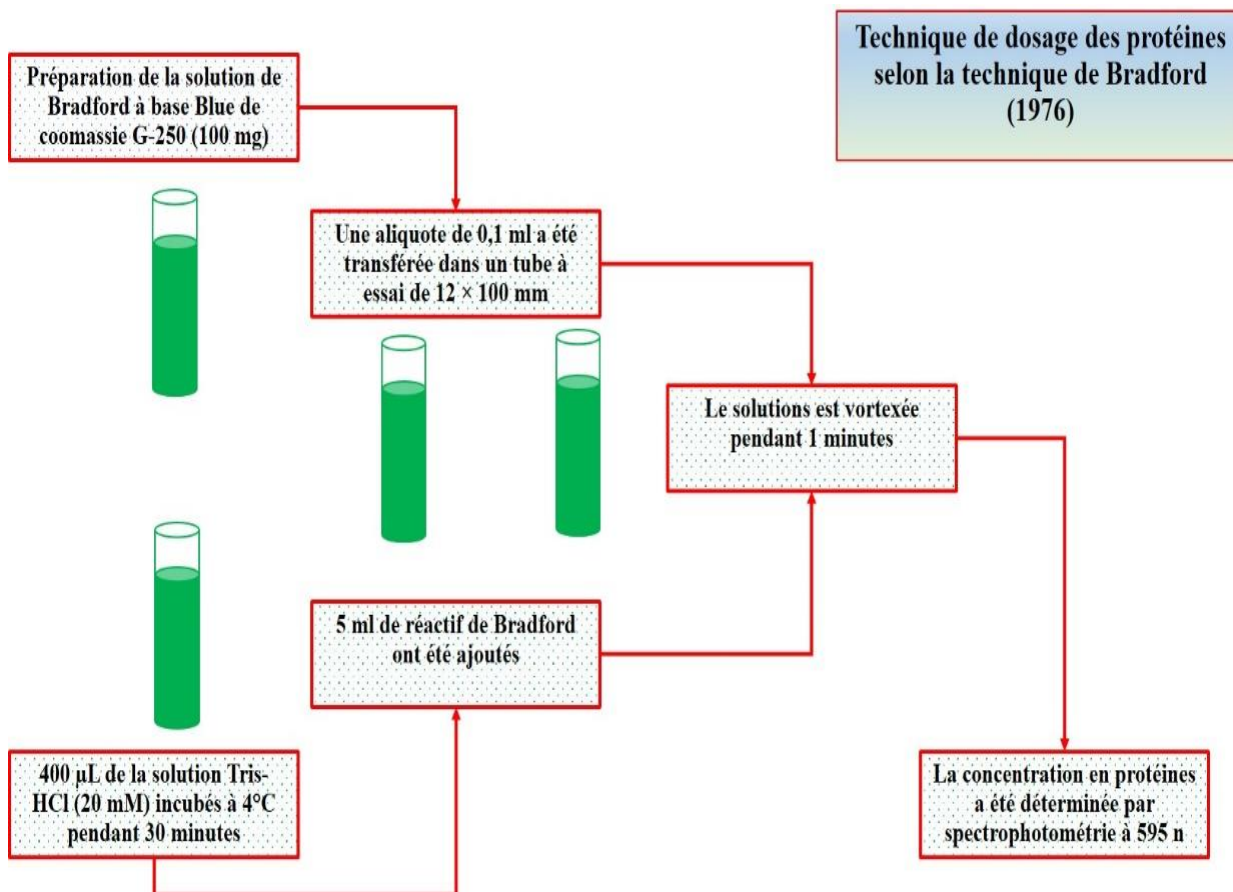 Technique de dosage des protéines
selon la technique de Bradford
(1976)
Préparation de la solution de
Bradford à base Blue de
coomassie G-250 (100 mg)
Une aliquote de 0,1 ml a été
transférée dans un tube à
essai de 12 × 100 mm
Le solutions est vortexée
pendant 1 minutes
5 ml de réactif de Bradford
ont été ajoutés
400 µL de la solution Tris-
HCl (20 mM) incubés à 4°C
pendant 30 minutes
La concentration en protéines
a été déterminée par
spectrophotométrie à 595 n